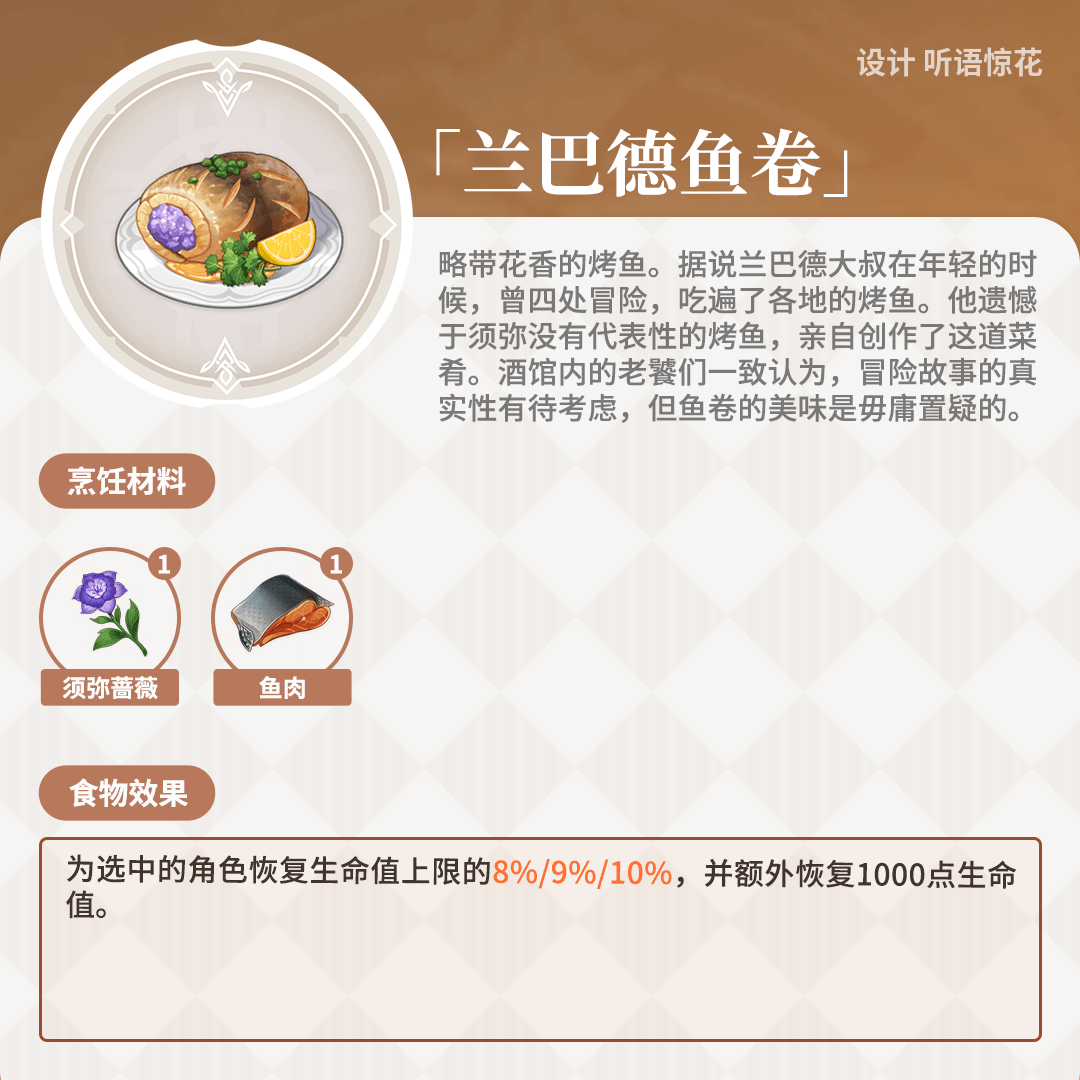 设计 听语惊花
「兰巴德鱼卷」
略带花香的烤鱼。据说兰巴德大叔在年轻的时
候，曾四处冒险，吃遍了各地的烤鱼。他遗憾
于须弥没有代表性的烤鱼，亲自创作了这道菜
肴。酒馆内的老饕们一致认为，冒险故事的真
实性有待考虑，但鱼卷的美味是毋庸置疑的。
烹饪材料
1
1
须弥蔷薇
鱼肉
食物效果
为选中的角色恢复生命值上限的8%/9%/10%，并额外恢复1000点生命
值。